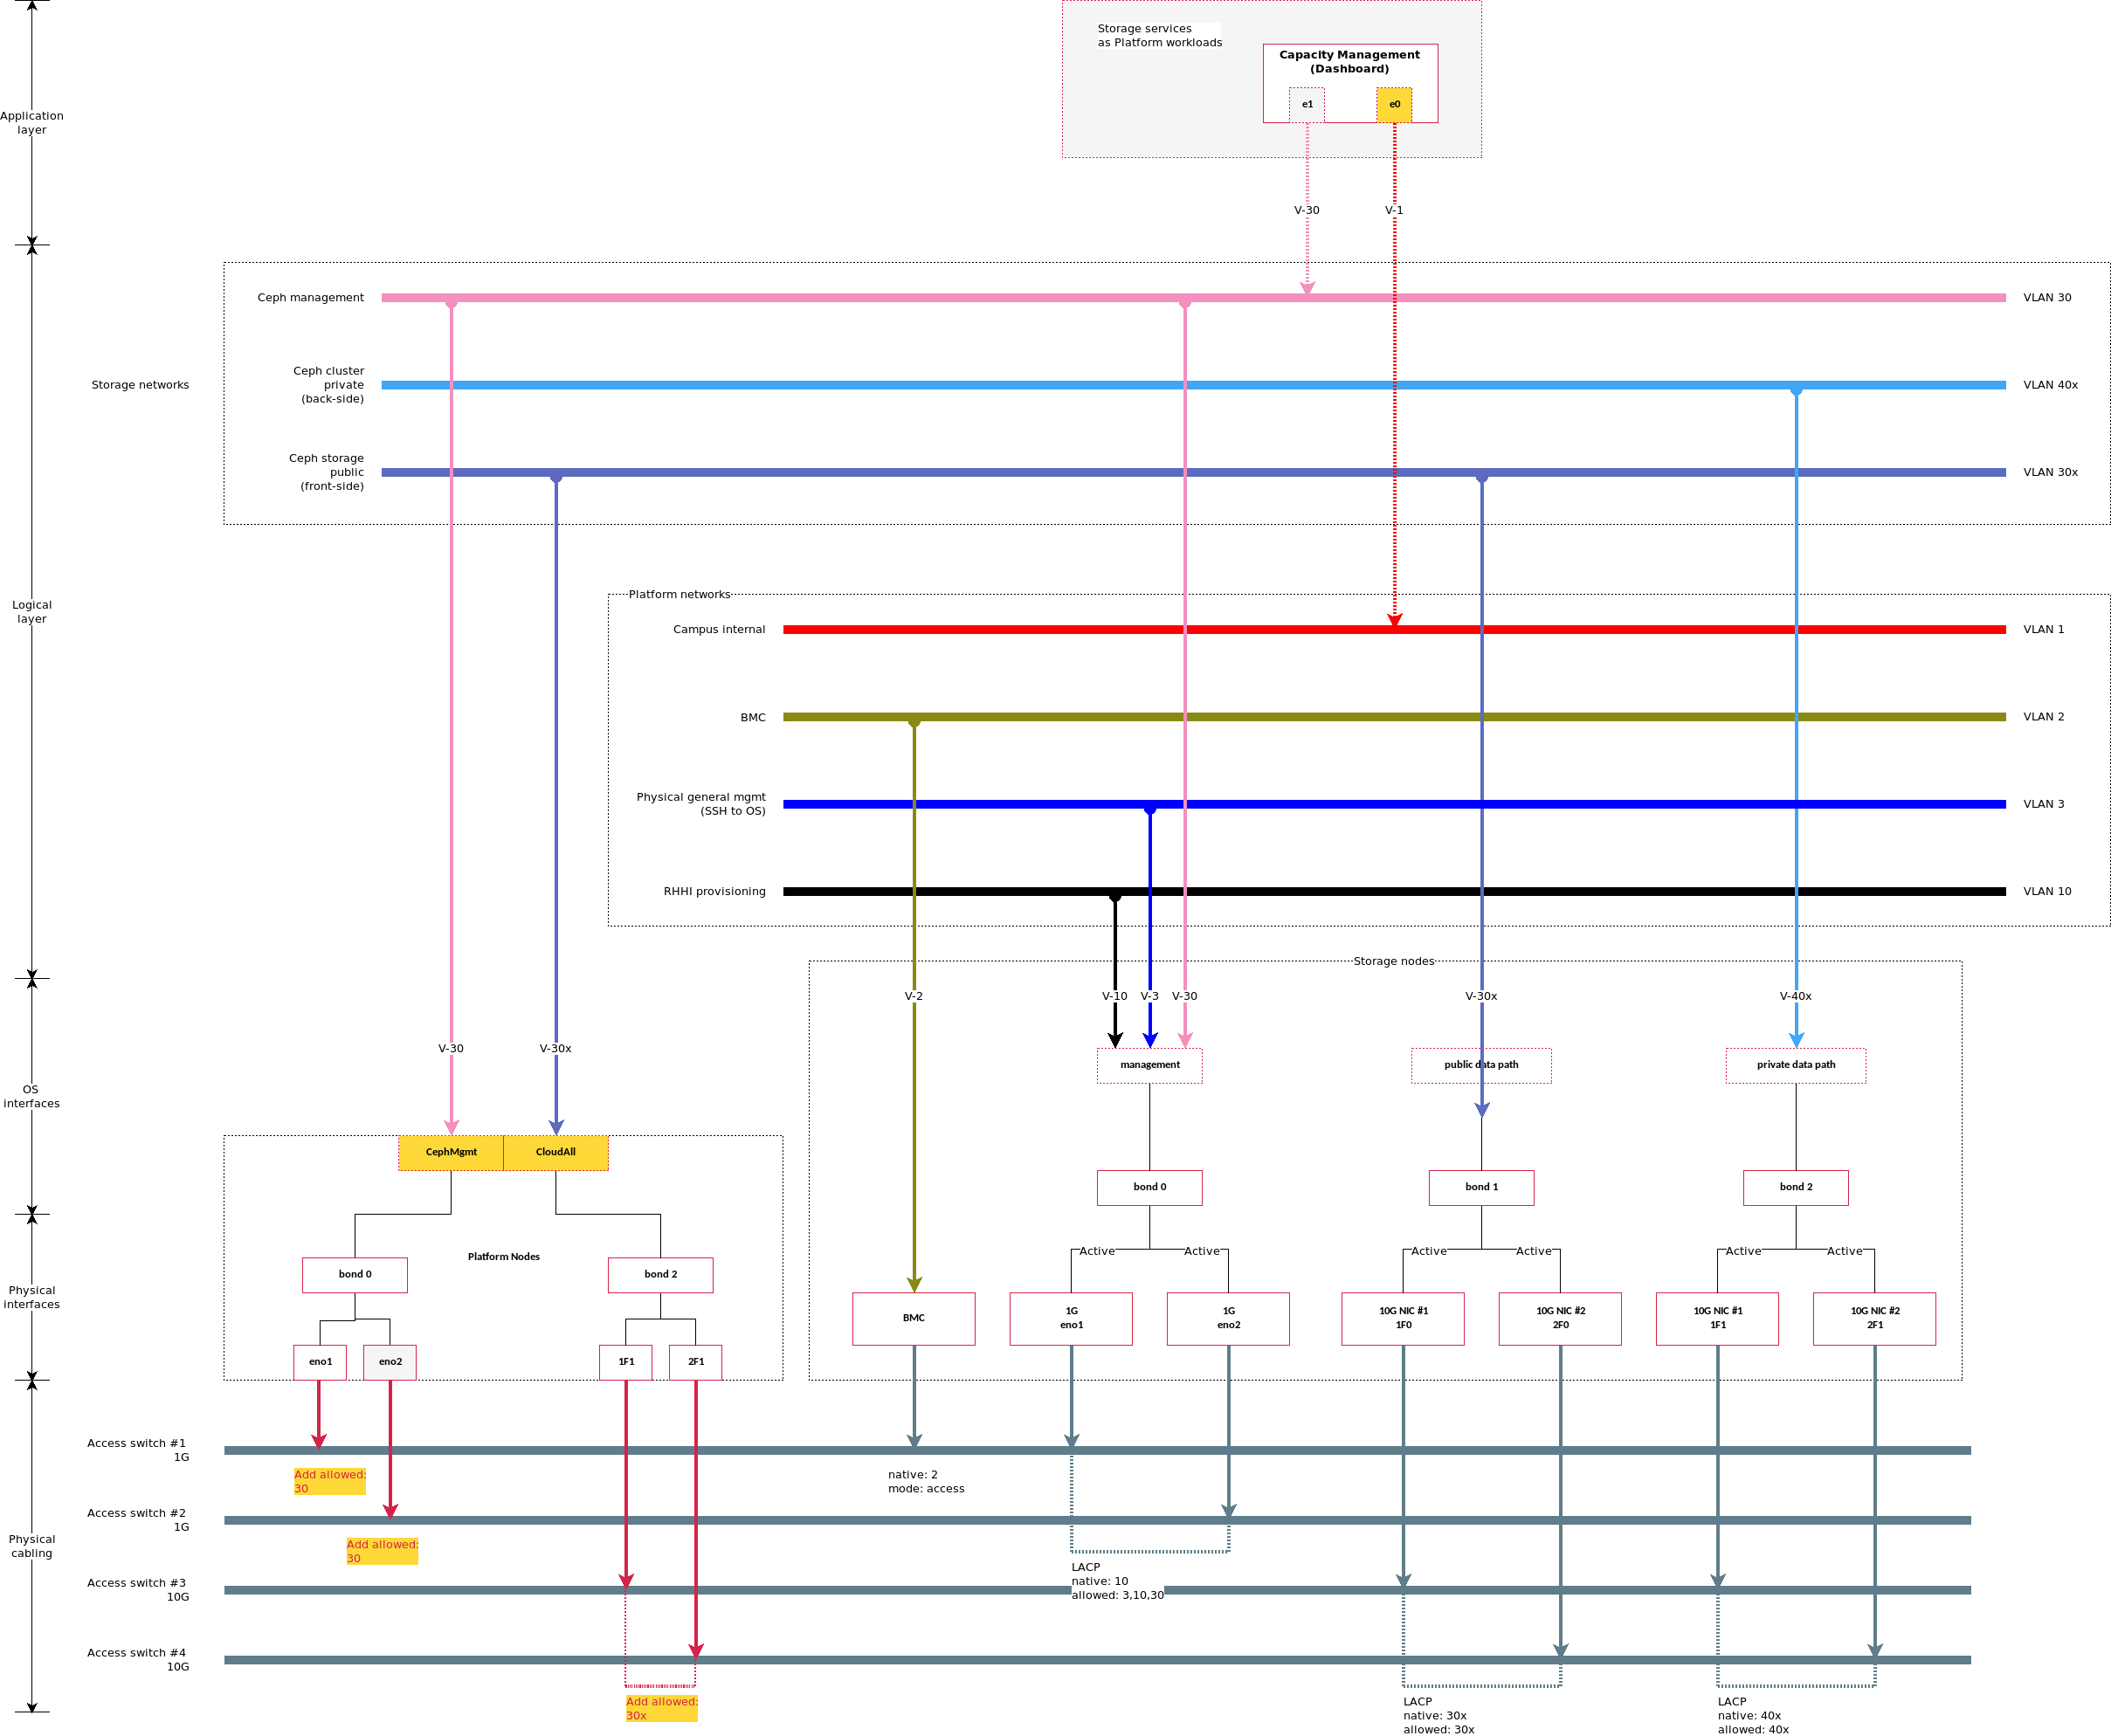 Storage services
as Platform workloads
Capacity Management
(Dashboard)
e1
e0
Application
layer
V-30
V-1
Ceph management
VLAN 30
Storage networks
Ceph cluster
private
(back-side)
VLAN 40x
Ceph storage
public
(front-side)
VLAN 30x
Logical
layer
Platform networks
Campus internal
VLAN 1
BMC
VLAN 2
Physical general mgmt
(SSH to OS)
VLAN 3
RHHI provisioning
VLAN 10
Storage nodes
V-2
V-10
V-3
V-30
V-30x
V-40x
V-30
V-30x
OS
interfaces
management
public data path
private data path
CephMgmt
CloudAll
bond 0
bond 1
bond 2
Platform Nodes
Active
Active
Active
Active
Active
Active
bond 0
bond 2
Physical
interfaces
BMC
1G
eno1
1G
eno2
10G NIC #1
1F0
10G NIC #2
2F0
10G NIC #1
1F1
10G NIC #2
2F1
eno1
eno2
1F1
2F1
Access switch #1
1G
Add allowed:
30
native: 2
mode: access
Access switch #2
1G
Add allowed:
30
Physical
cabling
LACP
native: 10
allowed: 3,10,30
Access switch #3
10G
Access switch #4
10G
Add allowed:
30x
LACP
native: 30x
allowed: 30x
LACP
native: 40x
allowed: 40x